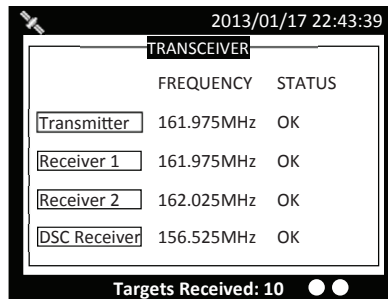 2013/01/17 22:43:39
TRANSCEIVER
FREQUENCY STATUS
Transmitter 161.975MHz OK
Receiver 1 161.975MHz OK
Receiver 2 162.025MHz OK
DSC Receiver 156.525MHz OK
Targets Received: 10